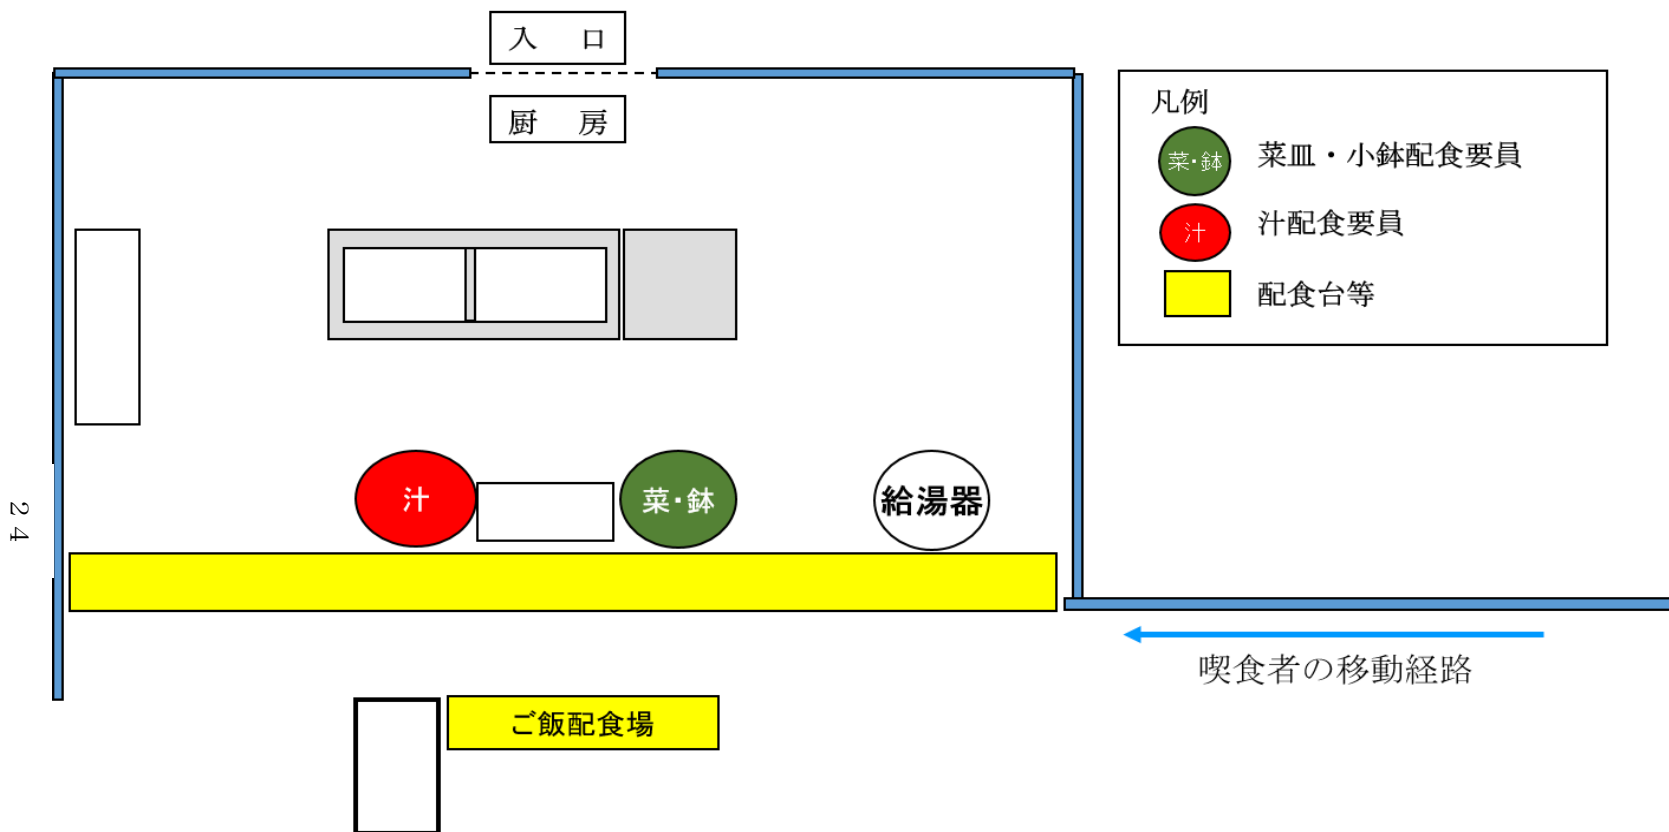 入 口
厨 房
凡例
菜・鉢 菜皿・小鉢配食要員
汁 汁配食要員
配食台等
汁
菜・鉢
給湯器
24
喫食者の移動経路
ご飯配食場